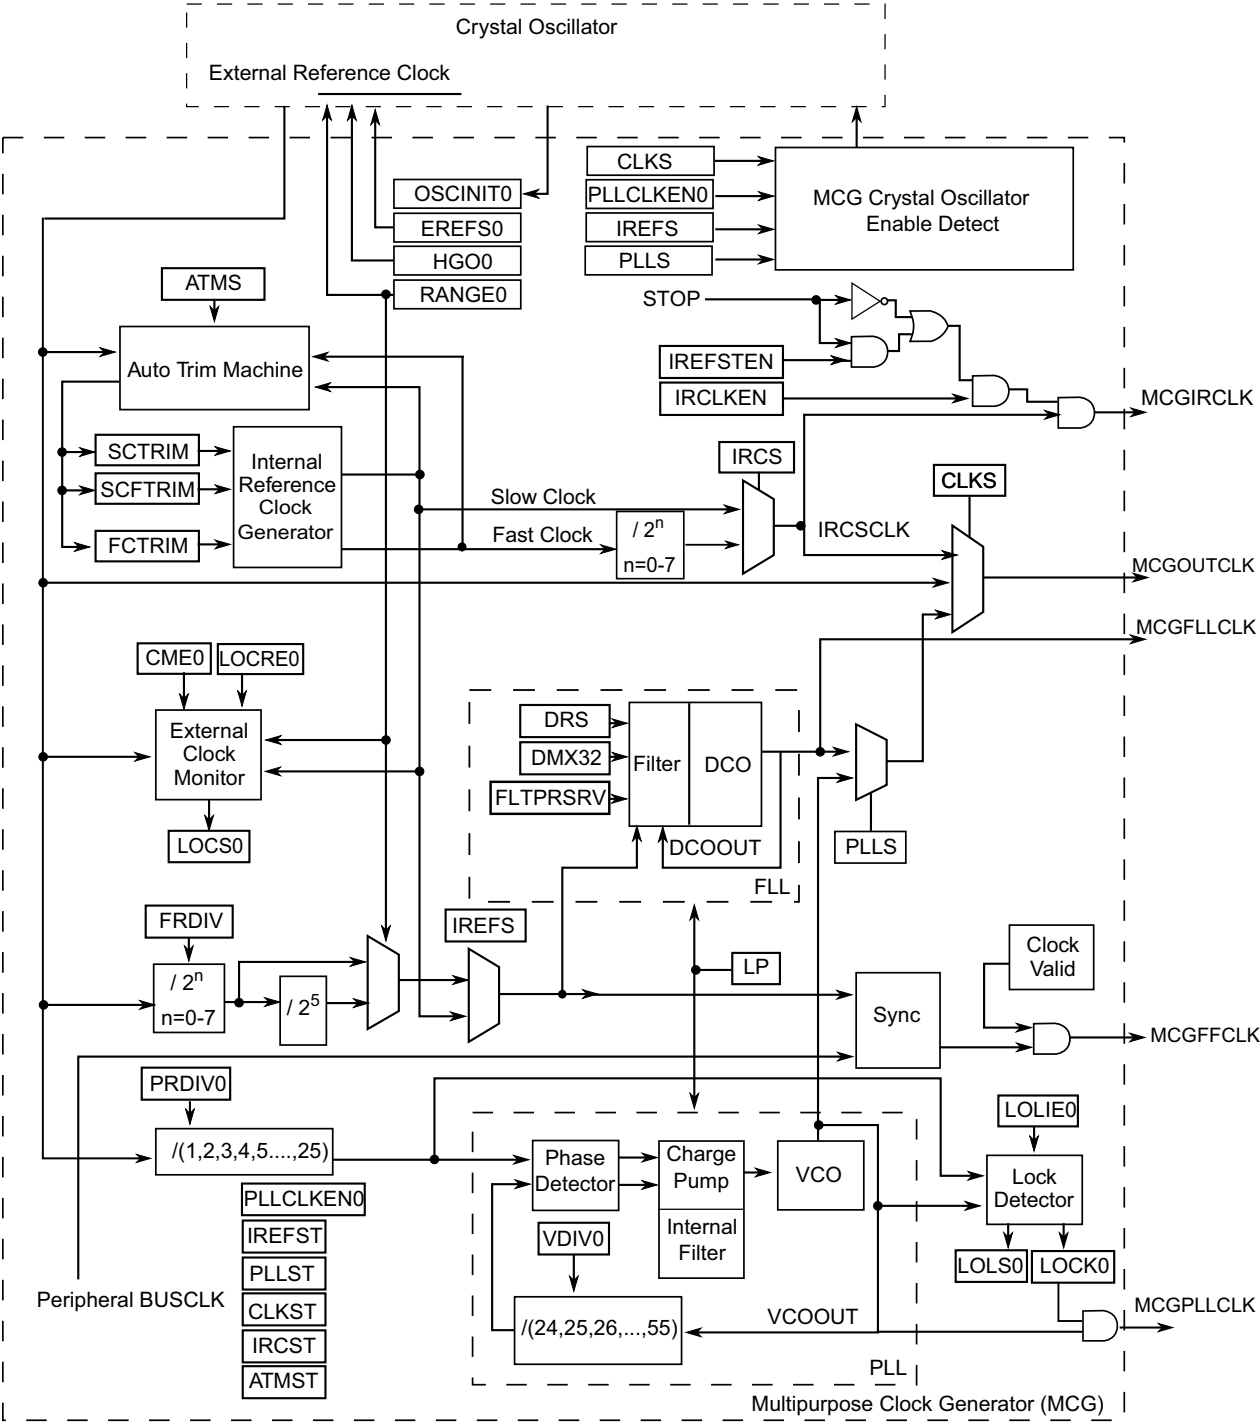 Crystal Oscillator
External Reference Clock
OSCINIT0
EREFS0
HGO0
RANGE0
CLKS
PLLCLKEN0
IREFS
PLLS
MCG Crystal Oscillator
Enable Detect
ATMS
STOP
Auto Trim Machine
IREFSTEN
IRCLKEN
MCGIRCLK
SCTRIM
SCFTRIM
FCTRIM
Internal
Reference
Clock
Generator
IRCS
CLKS
Slow Clock
Fast Clock
/ 2n
n=0-7
IRCSCLK
MCGOUTCLK
MCGFLLCLK
CME0
LOCRE0
External
Clock
Monitor
LOCS0
DRS
DMX32
FLTPRSRV
Filter
DCO
DCOOUT
FLL
PLLS
FRDIV
/ 2n
n=0-7
/ 25
IREFS
LP
Clock
Valid
Sync
MCGFFCLK
PRDIV0
/(1,2,3,4,5....,25)
LOLIE0
Phase
Detector
Charge
Pump
Internal
Filter
VCO
Lock
Detector
PLLCLKEN0
IREFST
PLLST
CLKST
IRCST
ATMST
VDIV0
LOLS0
LOCK0
Peripheral BUSCLK
/(24,25,26,...,55)
VCOOUT
MCGPLLCLK
PLL
Multipurpose Clock Generator (MCG)